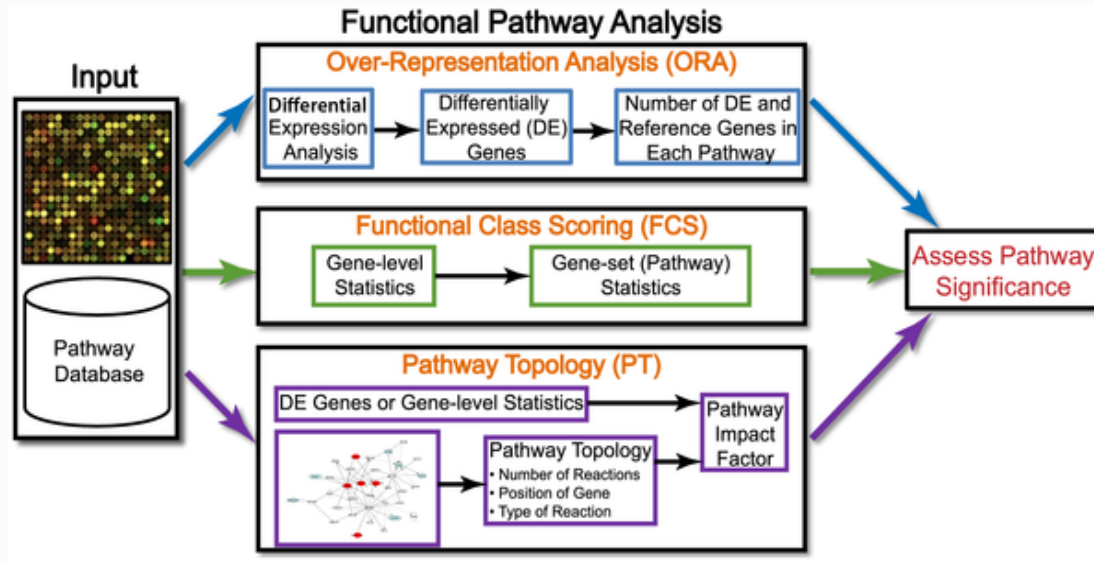 Functional Pathway Analysis
Input
Pathway
Database
Over-Representation Analysis (ORA)
Differential
Expression
Analysis
Differentially
Expressed (DE)
Genes
Number of DE and
Reference Genes in
Each Pathway
Functional Class Scoring (FCS)
Gene-level
Statistics
Gene-set (Pathway)
Statistics
Pathway Topology (PT)
DE Genes or Gene-level Statistics
Pathway Topology
• Number of Reactions
• Position of Gene
• Type of Reaction
Pathway
Impact
Factor
Assess Pathway
Significance